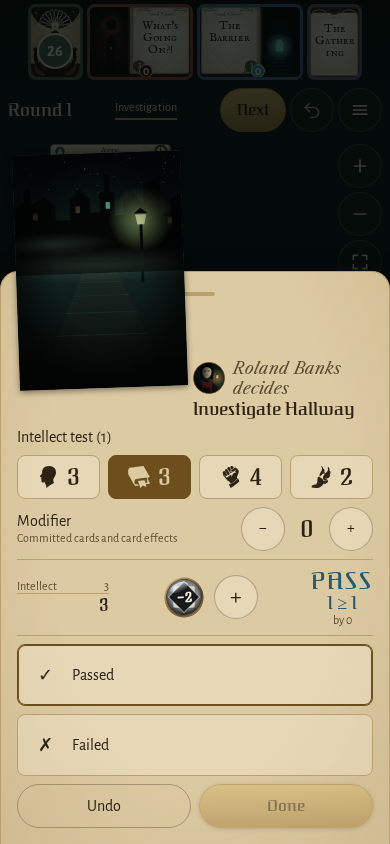 26
What's
Going
On?!
0
The
Barrier
0
The
Gather
ing
Round 1
Investigation
Next
Roland Banks
decides
Investigate Hallway
Intellect test (1)
3
3
4
2
Modifier
Committed cards and card effects
−
0
+
Intellect 3
3
−2
+
PASS
1 ≥ 1
by 0
✓ Passed
✗ Failed
Undo
Done